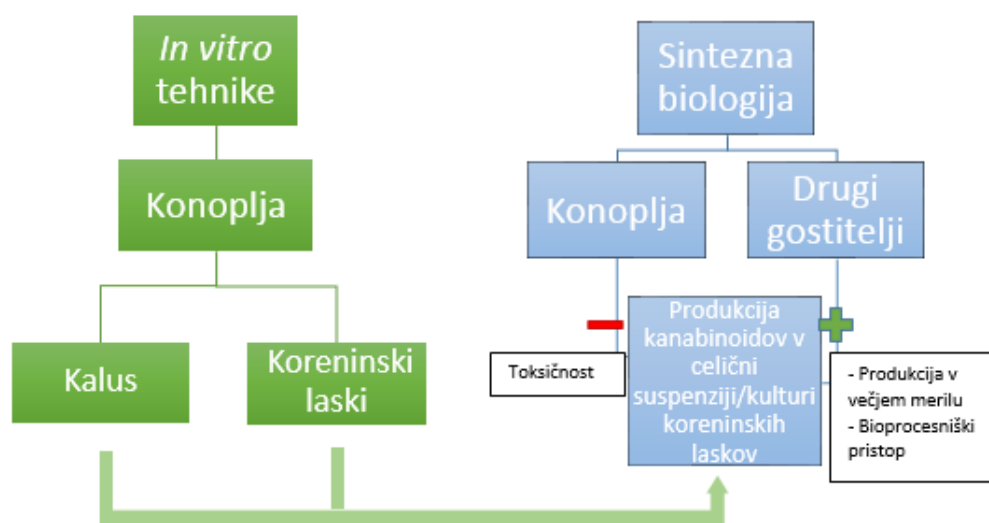 In vitro
tehnike
Konoplja
Kalus
Koreninski
laski
Sintezna
biologija
Konoplja
Drugi
gostitelji
Produkcija
kanabinoidov v
celični
suspenziji/kulturi
koreninskih
laskov
Toksičnost
- Produkcija v
večjem merilu
- Bioprocesniški
pristop